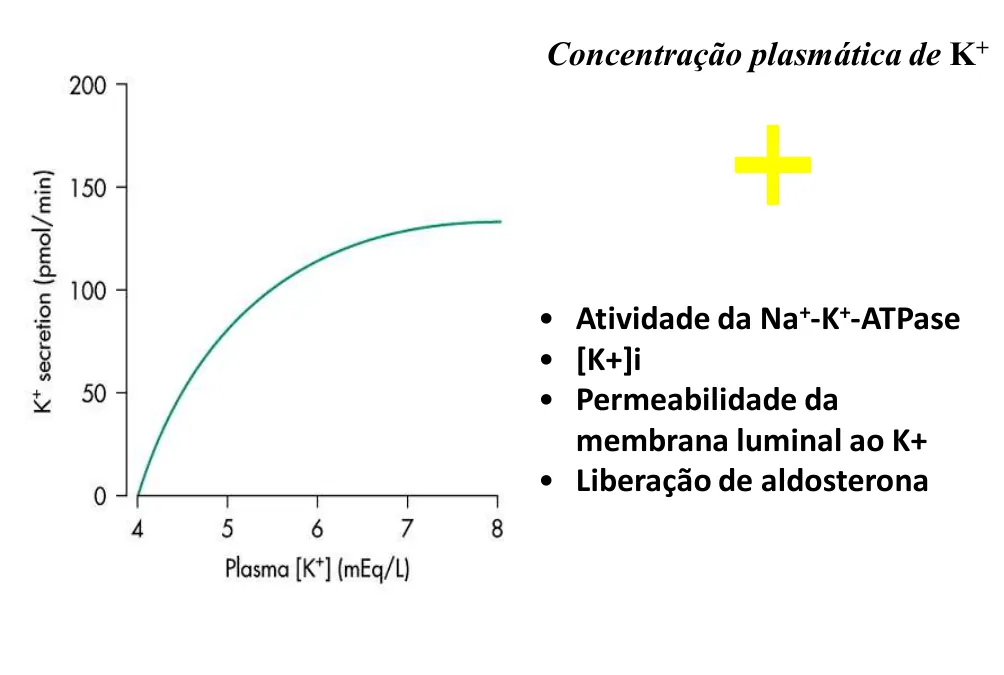 Concentração plasmática de K⁺
200
150
100
50
0
K⁺ secretion (pmol/min)
4 5 6 7 8
Plasma [K⁺] (mEq/L)
• Atividade da Na⁺-K⁺-ATPase
• [K+]i
• Permeabilidade da
membrana luminal ao K+
• Liberação de aldosterona